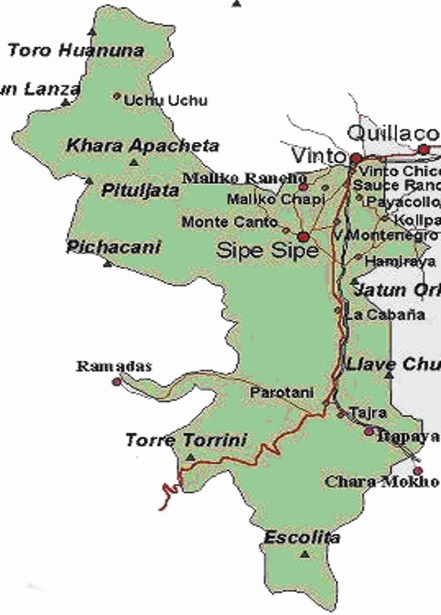 Toro Huanuna
un Lanza
Uchu Uchu
Quillaco
Khara Apacheta
Vinto
Vinto Chico
Maliko Rancho
Sauce Ranc
Pituljata
Maliko Chapi
Payacollo
Monte Canto
Kollpa
V.Montenegro
Pichacani
Sipe Sipe
Hamiraya
Jatun Ork
La Cabaña
Ramadas
Llave Chu
Parotani
Tajra
Itapaya
Torre Torrini
Chara Mokho
Escolita